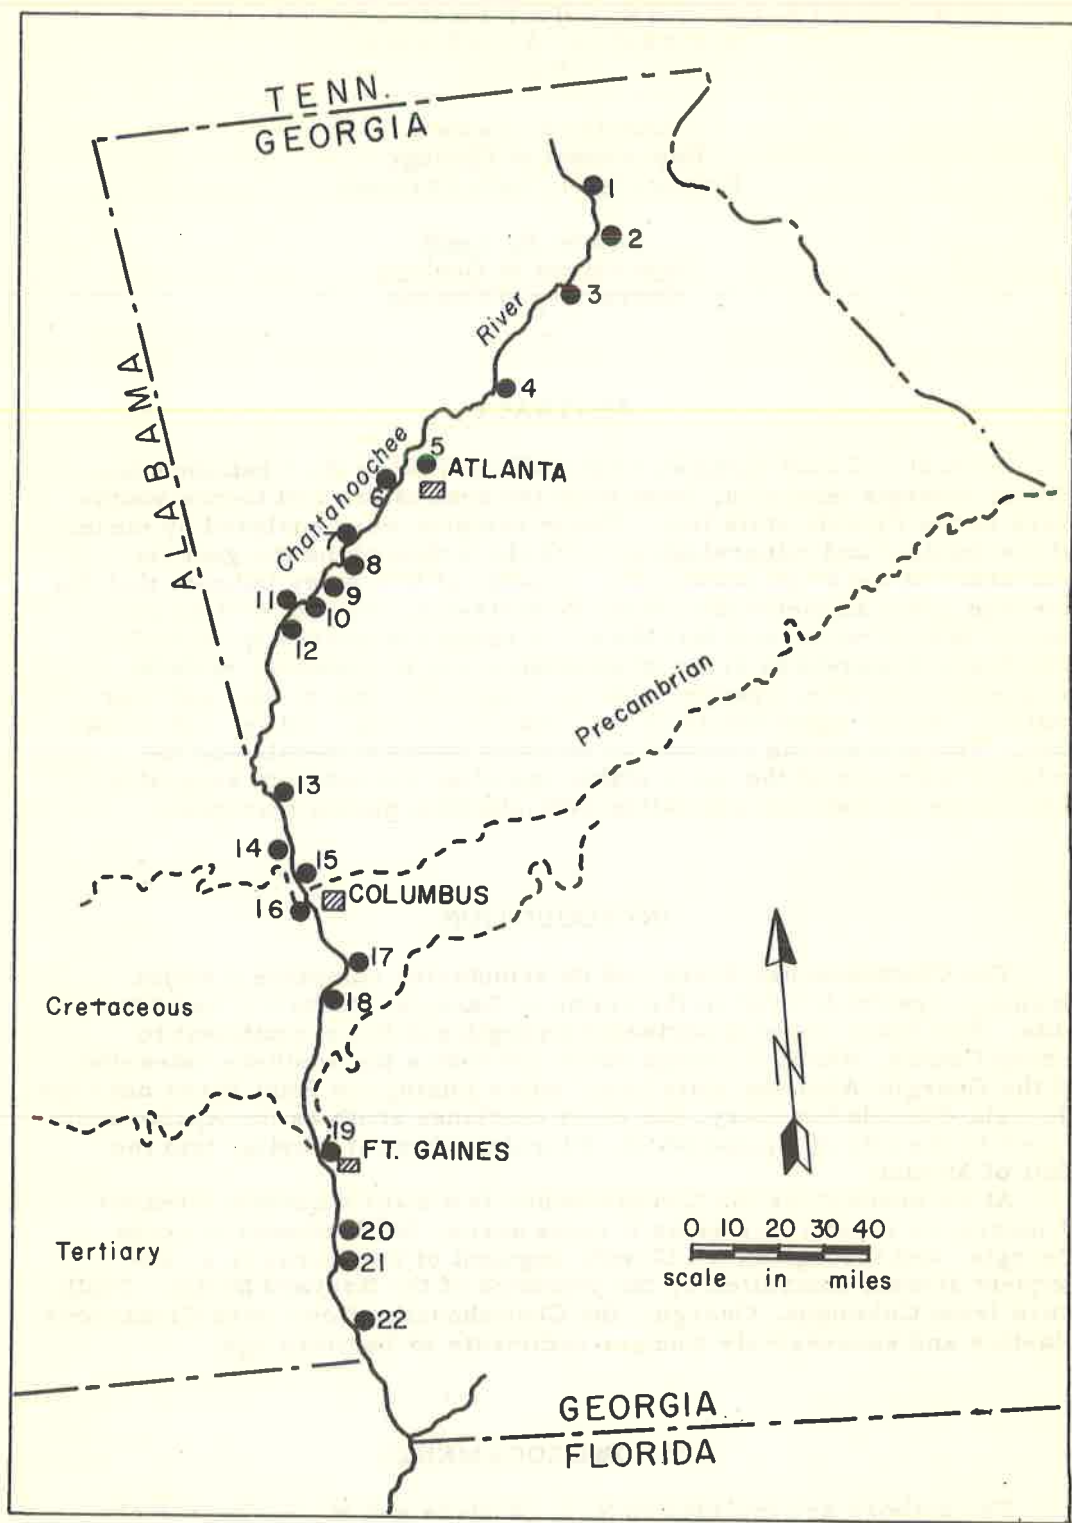 TENN.
GEORGIA
1
2
3
River
4
ALABAMA
Chattahoochee
5
ATLANTA
6
7
8
9
10
11
12
Precambrian
13
14
15
COLUMBUS
16
17
18
Cretaceous
N
19
FT. GAINES
20
0 10 20 30 40
scale in miles
Tertiary
21
22
GEORGIA
FLORIDA